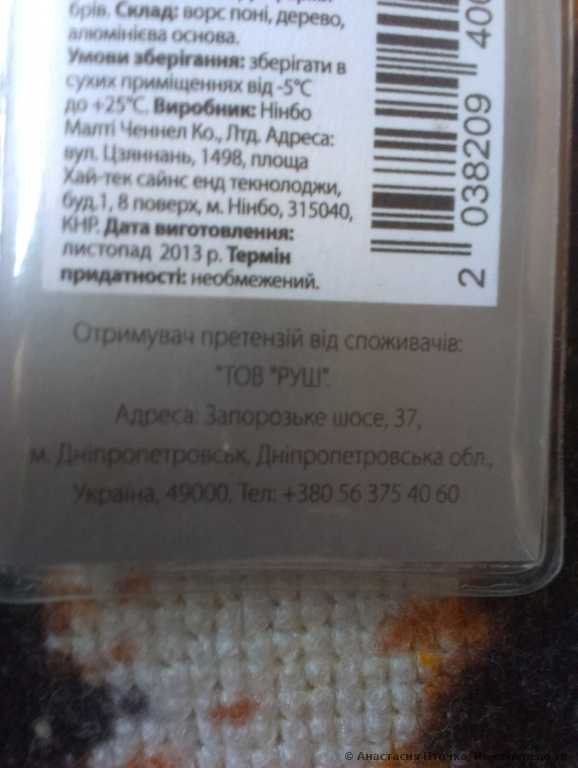 брів. Склад: ворс поні, дерево,
алюмінієва основа.
Умови зберігання: зберігати в
сухих приміщеннях від -5°C
до +25°C. Виробник: Нінбо
Малті Ченнел Ко., Лтд. Адреса:
вул. Цзяннань, 1498, площа
Хай-тек сайнс енд текнолоджи,
буд.1, 8 поверх, м. Нінбо, 315040,
КНР. Дата виготовлення:
листопад 2013 р. Термін
придатності: необмежений.
2 038209 400
Отримувач претензій від споживачів:
"ТОВ "РУШ".
Адреса: Запорозьке шосе, 37,
м. Дніпропетровськ, Дніпропетровська обл.,
Україна, 49000. Тел: +380 56 375 40 60
© Анастасия